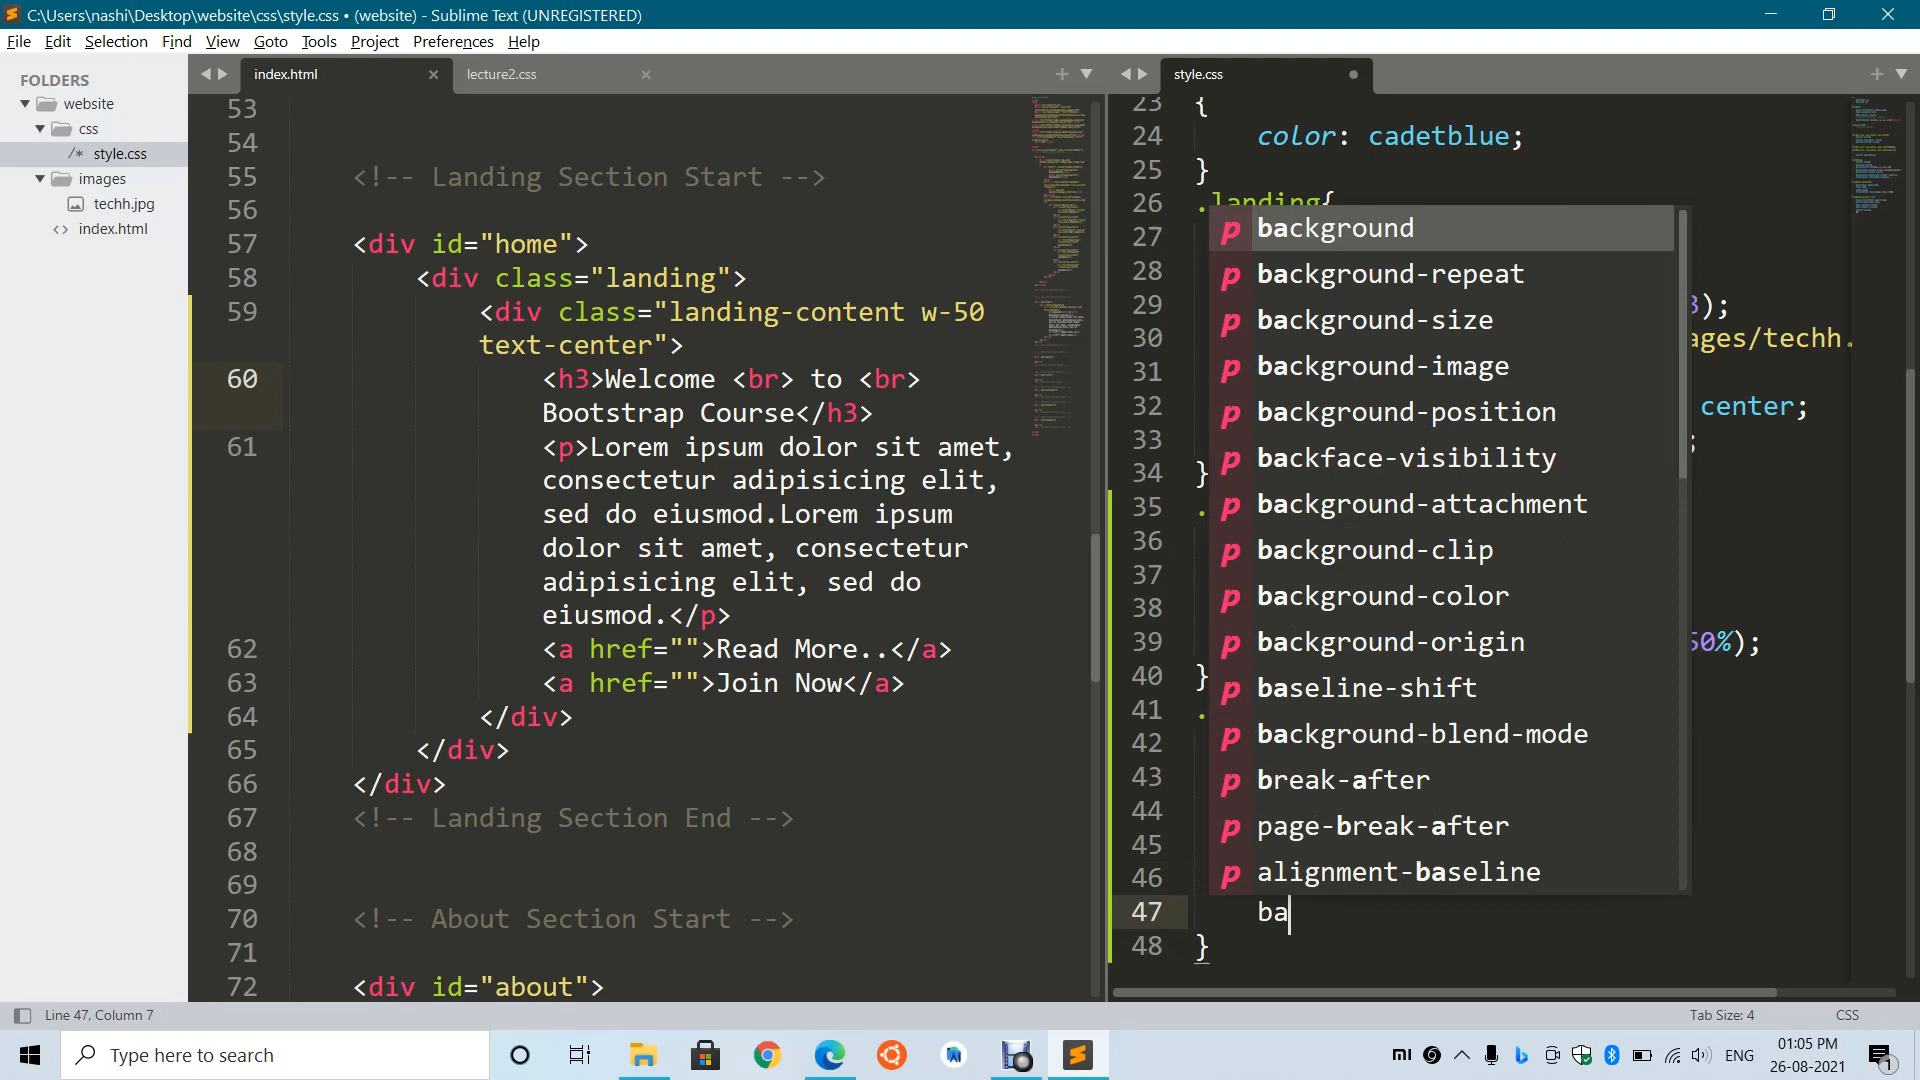 C:\Users\nashi\Desktop\website\css\style.css • (website) - Sublime Text (UNREGISTERED)
File Edit Selection Find View Goto Tools Project Preferences Help
FOLDERS
website
css
/* style.css
images
techh.jpg
<> index.html
index.html
lecture2.css
53
54
55 <!-- Landing Section Start -->
56
57 <div id="home">
58 <div class="landing">
59 <div class="landing-content w-50
text-center">
60 <h3>Welcome <br> to <br>
Bootstrap Course</h3>
61 <p>Lorem ipsum dolor sit amet,
consectetur adipisicing elit,
sed do eiusmod.Lorem ipsum
dolor sit amet, consectetur
adipisicing elit, sed do
eiusmod.</p>
62 <a href="">Read More..</a>
63 <a href="">Join Now</a>
64 </div>
65 </div>
66 </div>
67 <!-- Landing Section End -->
68
69
70 <!-- About Section Start -->
71
72 <div id="about">
style.css
23 {
24 color: cadetblue;
25 }
26 .landing{
27
28
29 3);
30 ages/techh.
31
32 center;
33 ;
34 }
35 .
36
37
38
39 50%);
40 }
41 .
42
43
44
45
46
47 ba
48 }
p background
p background-repeat
p background-size
p background-image
p background-position
p backface-visibility
p background-attachment
p background-clip
p background-color
p background-origin
p baseline-shift
p background-blend-mode
p break-after
p page-break-after
p alignment-baseline
Line 47, Column 7
Tab Size: 4
CSS
Type here to search
ENG
01:05 PM
26-08-2021
1